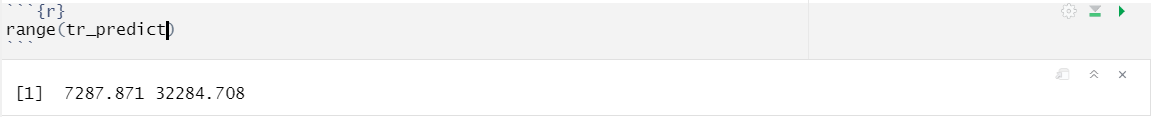 ```{r}
range(tr_predict)
```
[1]  7287.871 32284.708